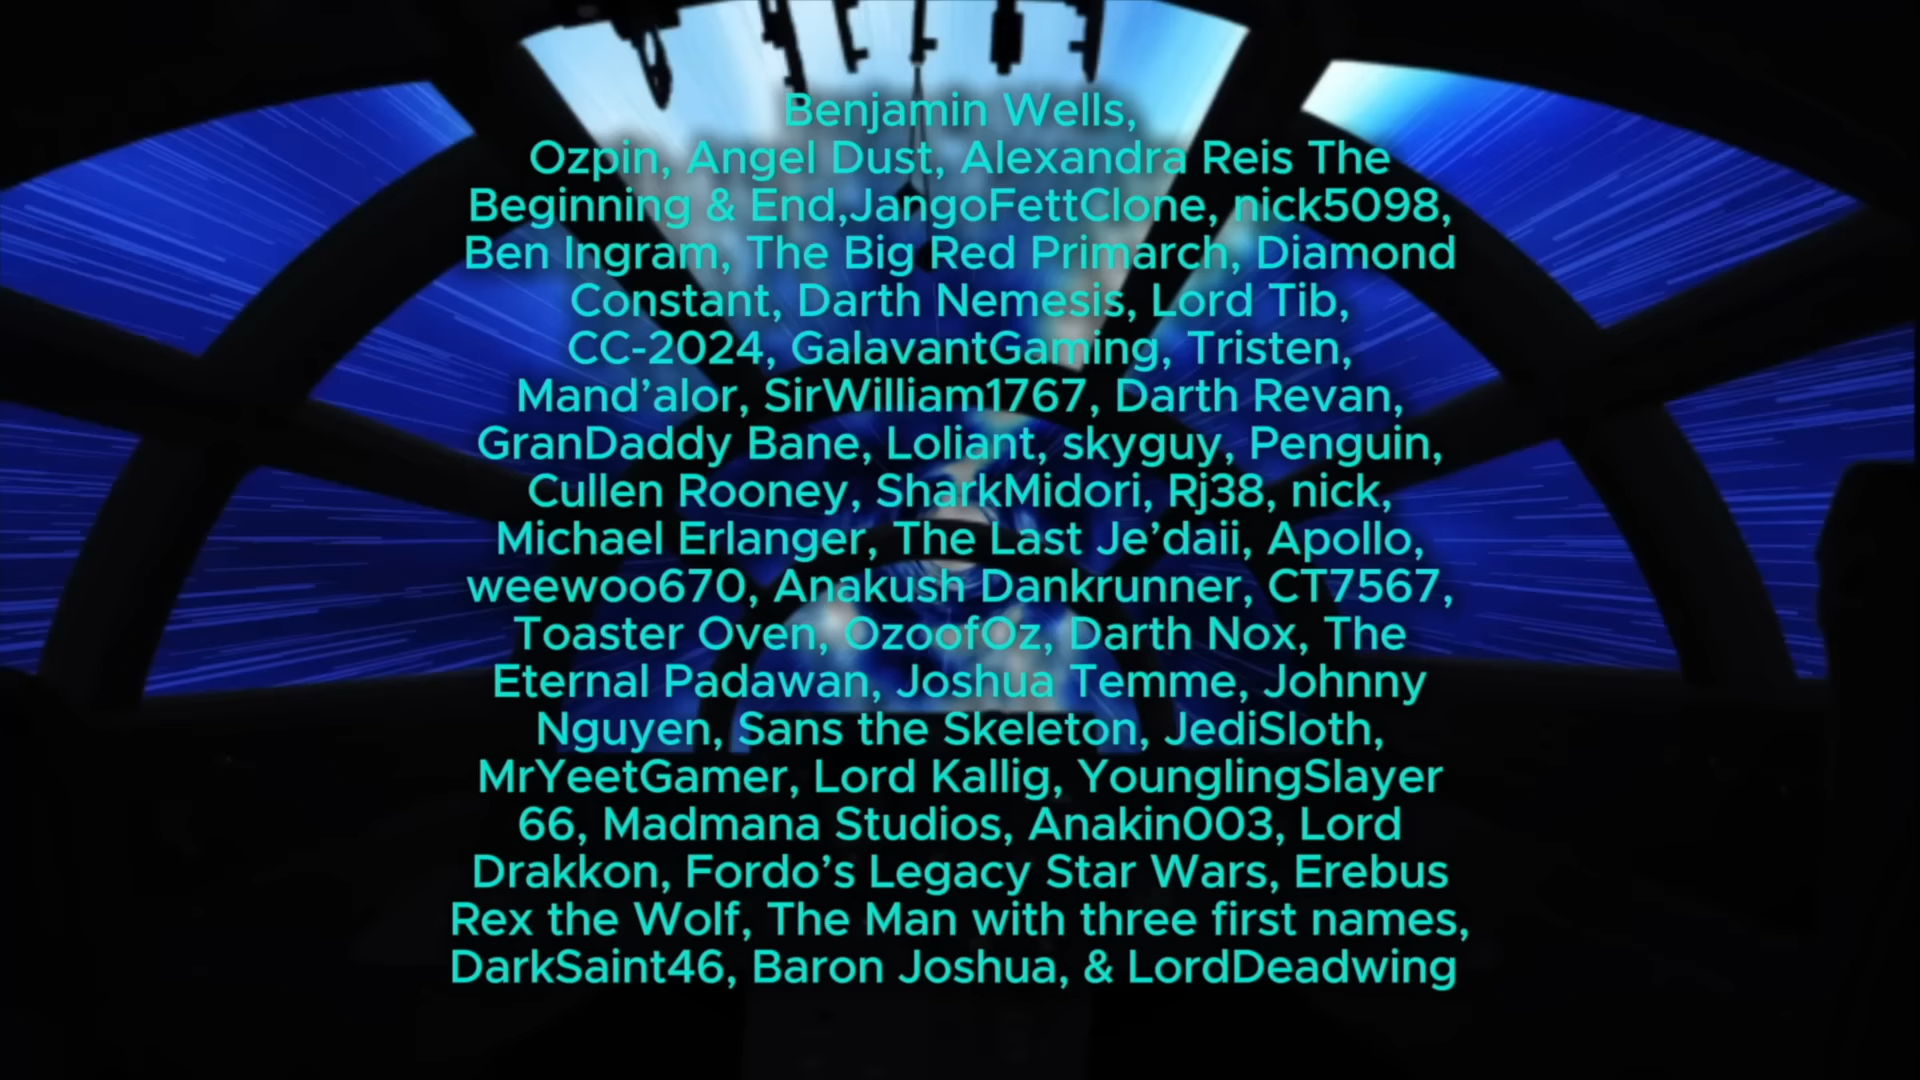 Benjamin Wells,
Ozpin, Angel Dust, Alexandra Reis The
Beginning & End,JangoFettClone, nick5098,
Ben Ingram, The Big Red Primarch, Diamond
Constant, Darth Nemesis, Lord Tib,
CC-2024, GalavantGaming, Tristen,
Mand’alor, SirWilliam1767, Darth Revan,
GranDaddy Bane, Loliant, skyguy, Penguin,
Cullen Rooney, SharkMidori, Rj38, nick,
Michael Erlanger, The Last Je’daii, Apollo,
weewoo670, Anakush Dankrunner, CT7567,
Toaster Oven, OzoofOz, Darth Nox, The
Eternal Padawan, Joshua Temme, Johnny
Nguyen, Sans the Skeleton, JediSloth,
MrYeetGamer, Lord Kallig, YounglingSlayer
66, Madmana Studios, Anakin003, Lord
Drakkon, Fordo’s Legacy Star Wars, Erebus
Rex the Wolf, The Man with three first names,
DarkSaint46, Baron Joshua, & LordDeadwing